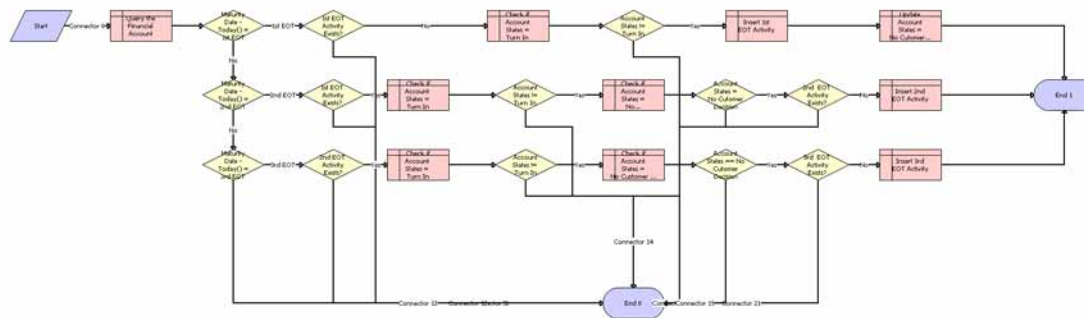 Start
Connector 0
Query the
Financial
Account
Maturity
Date -
Today() =
1st EOT
1st EOT
1st EOT
Activity
Exists?
No
Check if
Account
States =
Turn In
Account
States !=
Turn In
Yes
Insert 1st
EOT Activity
Update
Account
States =
No Cutomer...
No
Maturity
Date -
Today() =
2nd EOT
2nd EOT
1st EOT
Activity
Exists?
Yes
Check if
Account
States =
Turn In
Account
States !=
Turn In
Yes
Check if
Account
States =
No...
Account
States =
No Cutomer
Decision
Yes
2nd EOT
Activity
Exists?
No
Insert 2nd
EOT Activity
End 1
No
Maturity
Date -
Today() =
3rd EOT
3rd EOT
2nd EOT
Activity
Exists?
Yes
Check if
Account
States =
Turn In
Account
States !=
Turn In
Yes
Check if
Account
States =
No Customer ...
Account
States == No
Cutomer
Decision
Yes
3rd EOT
Activity
Exists?
No
Insert 3rd
EOT Activity
Connector 14
Connector 13
End 0
Connector 19
Connector 21